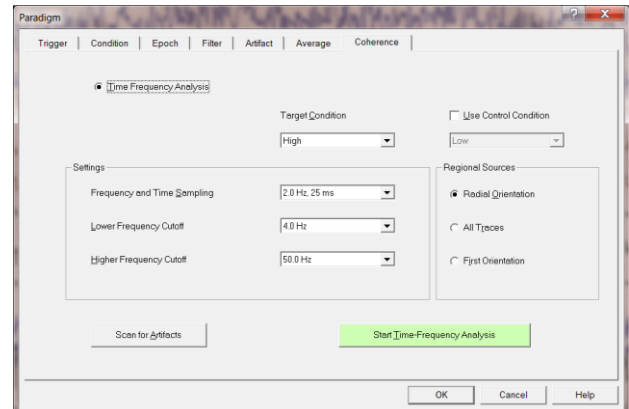 Paradigm
Trigger Condition Epoch Filter Artifact Average Coherence
Time Frequency Analysis
Target Condition
Use Control Condition
High
Low
Settings
Regional Sources
Frequency and Time Sampling
2.0 Hz, 25 ms
Radial Orientation
Lower Frequency Cutoff
4.0 Hz
All Traces
Higher Frequency Cutoff
50.0 Hz
First Orientation
Scan for Artifacts
Start Time-Frequency Analysis
OK Cancel Help